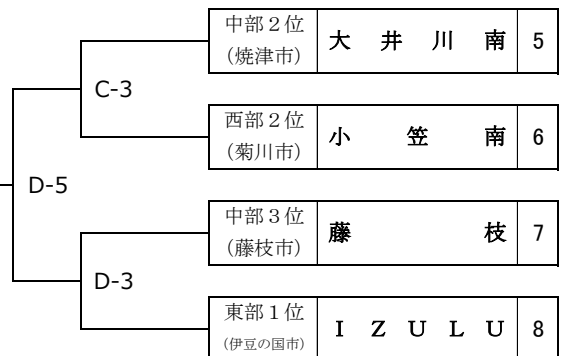 中部２位
(焼津市)
大井川南
5
C-3
西部２位
(菊川市)
小笠南
6
D-5
中部３位
(藤枝市)
藤枝
7
D-3
東部１位
(伊豆の国市)
ＩＺＵＬＵ
8